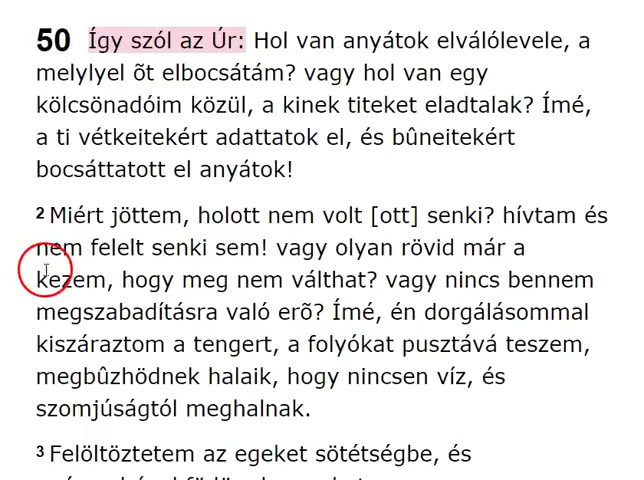 50 Így szól az Úr: Hol van anyátok elválólevele, a
melylyel õt elbocsátám? vagy hol van egy
kölcsönadóim közül, a kinek titeket eladtalak? Ímé,
a ti vétkeitekért adattatok el, és bûneitekért
bocsáttatott el anyátok!
2 Miért jöttem, holott nem volt [ott] senki? hívtam és
nem felelt senki sem! vagy olyan rövid már a
kezem, hogy meg nem válthat? vagy nincs bennem
megszabadításra való erõ? Ímé, én dorgálásommal
kiszáraztom a tengert, a folyókat pusztává teszem,
megbûzhödnek halaik, hogy nincsen víz, és
szomjúságtól meghalnak.
3 Felöltöztetem az egeket sötétségbe, és